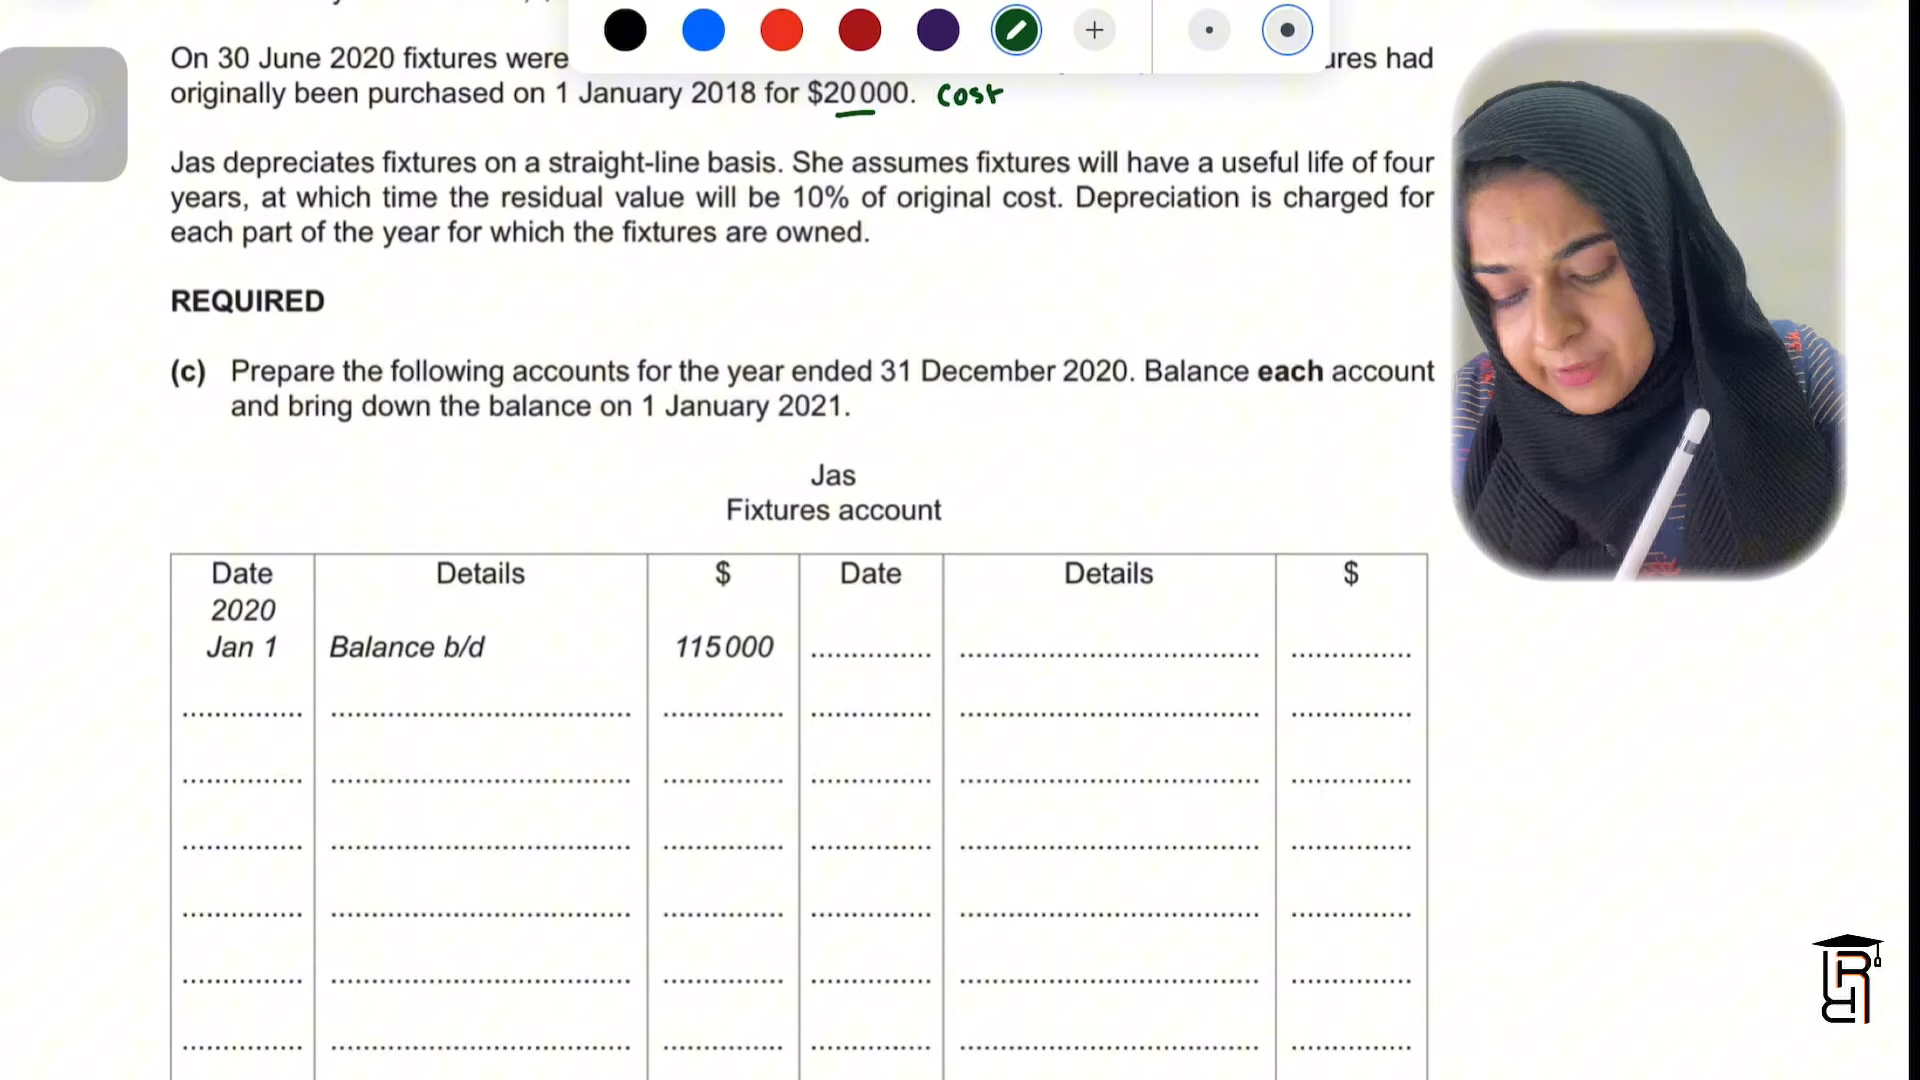 On 30 June 2020 fixtures were
ures had
originally been purchased on 1 January 2018 for $20000. Cost
Jas depreciates fixtures on a straight-line basis. She assumes fixtures will have a useful life of four
years, at which time the residual value will be 10% of original cost. Depreciation is charged for
each part of the year for which the fixtures are owned.
REQUIRED
(c) Prepare the following accounts for the year ended 31 December 2020. Balance each account
and bring down the balance on 1 January 2021.
Jas
Fixtures account
Date Details $ Date Details $
2020
Jan 1 Balance b/d 115000 ............... ..................................... ...............
............... ..................................... ............... ............... ..................................... ...............
............... ..................................... ............... ............... ..................................... ...............
............... ..................................... ............... ............... ..................................... ...............
............... ..................................... ............... ............... ..................................... ...............
............... ..................................... ............... ............... ..................................... ...............
............... ..................................... ............... ............... ..................................... ...............